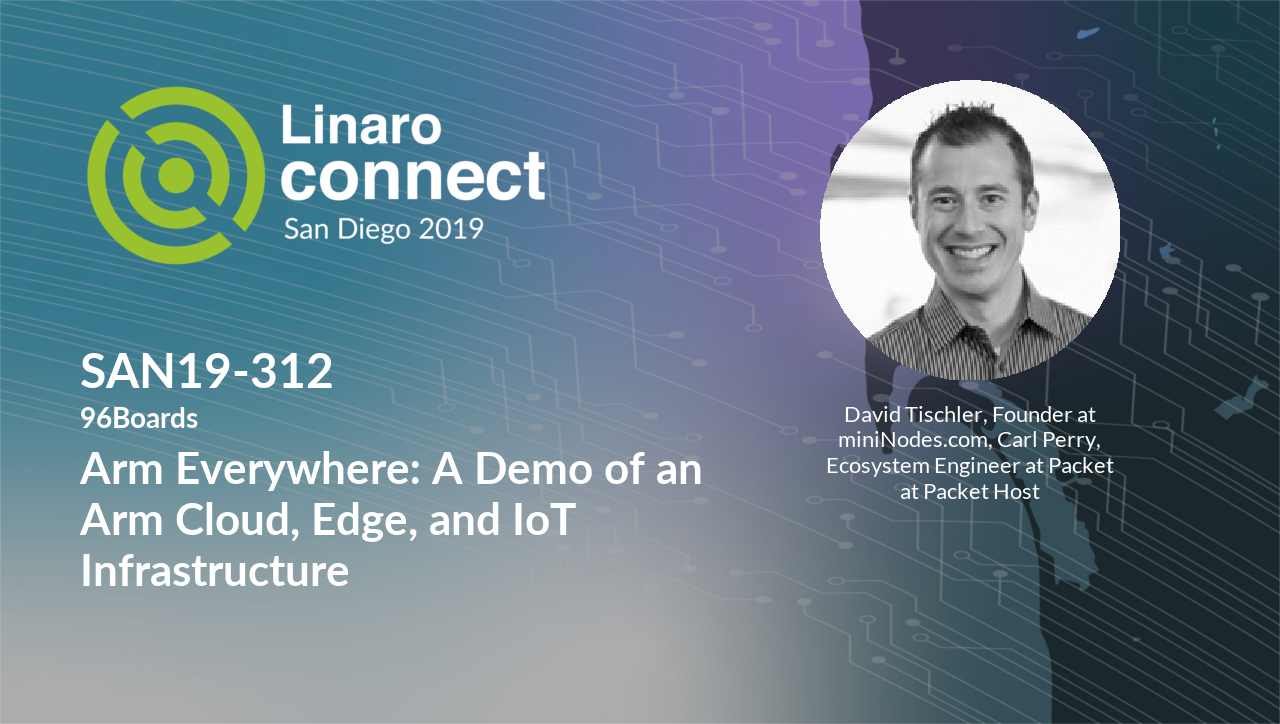 Linaro
connect
San Diego 2019
SAN19-312
96Boards
Arm Everywhere: A Demo of an
Arm Cloud, Edge, and IoT
Infrastructure
David Tischler, Founder at
miniNodes.com, Carl Perry,
Ecosystem Engineer at Packet
at Packet Host